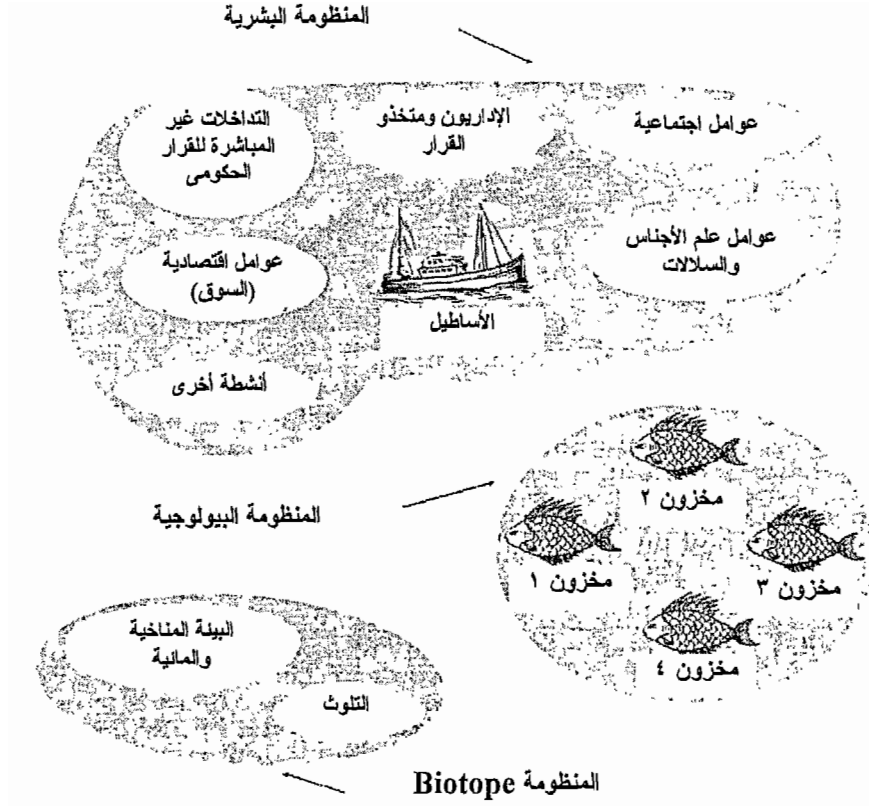 المنظومة البشرية
عوامل اجتماعية
الإداريون ومتخذو
القرار
التداخلات غير
المباشرة للقرار
الحكومى
عوامل علم الأجناس
والسلالات
عوامل اقتصادية
(السوق)
الأساطيل
أنشطة أخرى
المنظومة البيولوجية
مخزون ٢
مخزون ١
مخزون ٣
مخزون ٤
البيئة المناخية
والمائية
التلوث
المنظومة Biotope